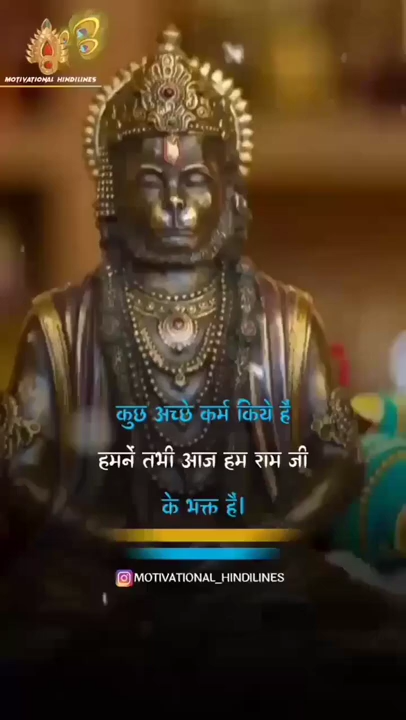 MOTIVATIONAL HINDILINES
कुछ अच्छे कर्म किये है
हमनें तभी आज हम राम जी
के भक्त है।
MOTIVATIONAL_HINDILINES